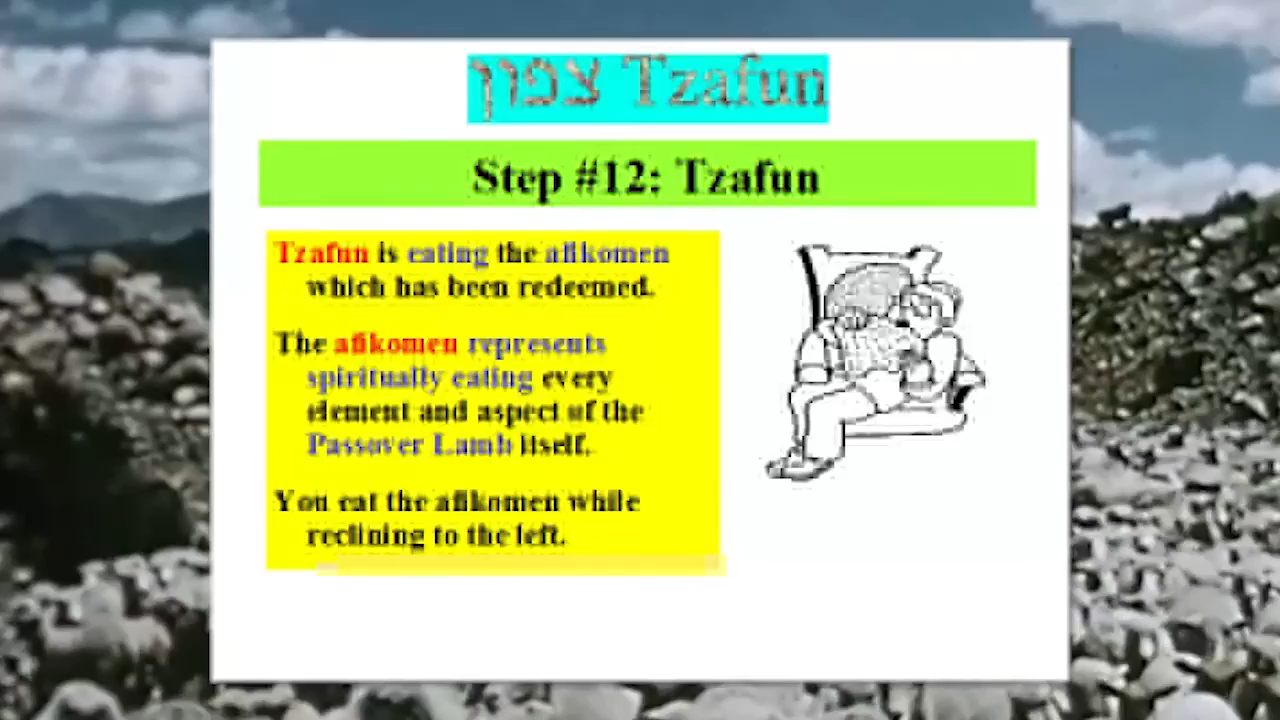 צפון Tzafun
Step #12: Tzafun
Tzafun is eating the afikomen
which has been redeemed.
The afikomen represents
spiritually eating every
element and aspect of the
Passover Lamb itself.
You eat the afikomen while
reclining to the left.